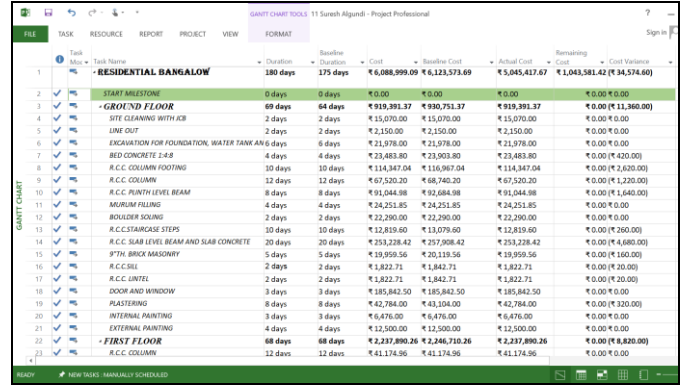 GANTT CHART TOOLS 11 Suresh Algundi - Project Professional
FILE TASK RESOURCE REPORT PROJECT VIEW FORMAT Sign in
Task Mode Task Name Duration Baseline Duration Cost Baseline Cost Actual Cost Remaining Cost Cost Variance
1 RESIDENTIAL BANGALOW 180 days 175 days ₹ 6,088,999.09 ₹ 6,123,573.69 ₹ 5,045,417.67 ₹ 1,043,581.42 (₹ 34,574.60)
2 START MILESTONE 0 days 0 days ₹ 0.00 ₹ 0.00 ₹ 0.00 ₹ 0.00 ₹ 0.00
3 GROUND FLOOR 69 days 64 days ₹ 919,391.37 ₹ 930,751.37 ₹ 919,391.37 ₹ 0.00 (₹ 11,360.00)
4 SITE CLEANING WITH JCB 2 days 2 days ₹ 15,070.00 ₹ 15,070.00 ₹ 15,070.00 ₹ 0.00 ₹ 0.00
5 LINE OUT 2 days 2 days ₹ 2,150.00 ₹ 2,150.00 ₹ 2,150.00 ₹ 0.00 ₹ 0.00
6 EXCAVATION FOR FOUNDATION, WATER TANK AN 6 days 6 days ₹ 21,978.00 ₹ 21,978.00 ₹ 21,978.00 ₹ 0.00 ₹ 0.00
7 BED CONCRETE 1:4:8 4 days 4 days ₹ 23,483.80 ₹ 23,903.80 ₹ 23,483.80 ₹ 0.00 (₹ 420.00)
8 R.C.C. COLUMN FOOTING 10 days 10 days ₹ 114,347.04 ₹ 116,967.04 ₹ 114,347.04 ₹ 0.00 (₹ 2,620.00)
9 R.C.C. COLUMN 12 days 12 days ₹ 67,520.20 ₹ 68,740.20 ₹ 67,520.20 ₹ 0.00 (₹ 1,220.00)
10 R.C.C. PLINTH LEVEL BEAM 8 days 8 days ₹ 91,044.98 ₹ 92,684.98 ₹ 91,044.98 ₹ 0.00 (₹ 1,640.00)
11 MURUM FILLING 4 days 4 days ₹ 24,251.85 ₹ 24,251.85 ₹ 24,251.85 ₹ 0.00 ₹ 0.00
12 BOULDER SOLING 2 days 2 days ₹ 22,290.00 ₹ 22,290.00 ₹ 22,290.00 ₹ 0.00 ₹ 0.00
13 R.C.C.STAIRCASE STEPS 10 days 10 days ₹ 12,819.60 ₹ 13,079.60 ₹ 12,819.60 ₹ 0.00 (₹ 260.00)
14 R.C.C. SLAB LEVEL BEAM AND SLAB CONCRETE 20 days 20 days ₹ 253,228.42 ₹ 257,908.42 ₹ 253,228.42 ₹ 0.00 (₹ 4,680.00)
15 9"TH. BRICK MASONRY 5 days 5 days ₹ 19,959.56 ₹ 20,119.56 ₹ 19,959.56 ₹ 0.00 (₹ 160.00)
16 R.C.C.SILL 2 days 2 days ₹ 1,822.71 ₹ 1,842.71 ₹ 1,822.71 ₹ 0.00 (₹ 20.00)
17 R.C.C. LINTEL 2 days 2 days ₹ 1,822.71 ₹ 1,842.71 ₹ 1,822.71 ₹ 0.00 (₹ 20.00)
18 DOOR AND WINDOW 3 days 3 days ₹ 185,842.50 ₹ 185,842.50 ₹ 185,842.50 ₹ 0.00 ₹ 0.00
19 PLASTERING 8 days 8 days ₹ 42,784.00 ₹ 43,104.00 ₹ 42,784.00 ₹ 0.00 (₹ 320.00)
20 INTERNAL PAINTING 3 days 3 days ₹ 6,476.00 ₹ 6,476.00 ₹ 6,476.00 ₹ 0.00 ₹ 0.00
21 EXTERNAL PAINTING 4 days 4 days ₹ 12,500.00 ₹ 12,500.00 ₹ 12,500.00 ₹ 0.00 ₹ 0.00
22 FIRST FLOOR 68 days 68 days ₹ 2,237,890.26 ₹ 2,246,710.26 ₹ 2,237,890.26 ₹ 0.00 (₹ 8,820.00)
23 R.C.C. COLUMN 12 days 12 days ₹ 41,174.96 ₹ 41,174.96 ₹ 41,174.96 ₹ 0.00 ₹ 0.00
GANTT CHART
READY NEW TASKS : MANUALLY SCHEDULED